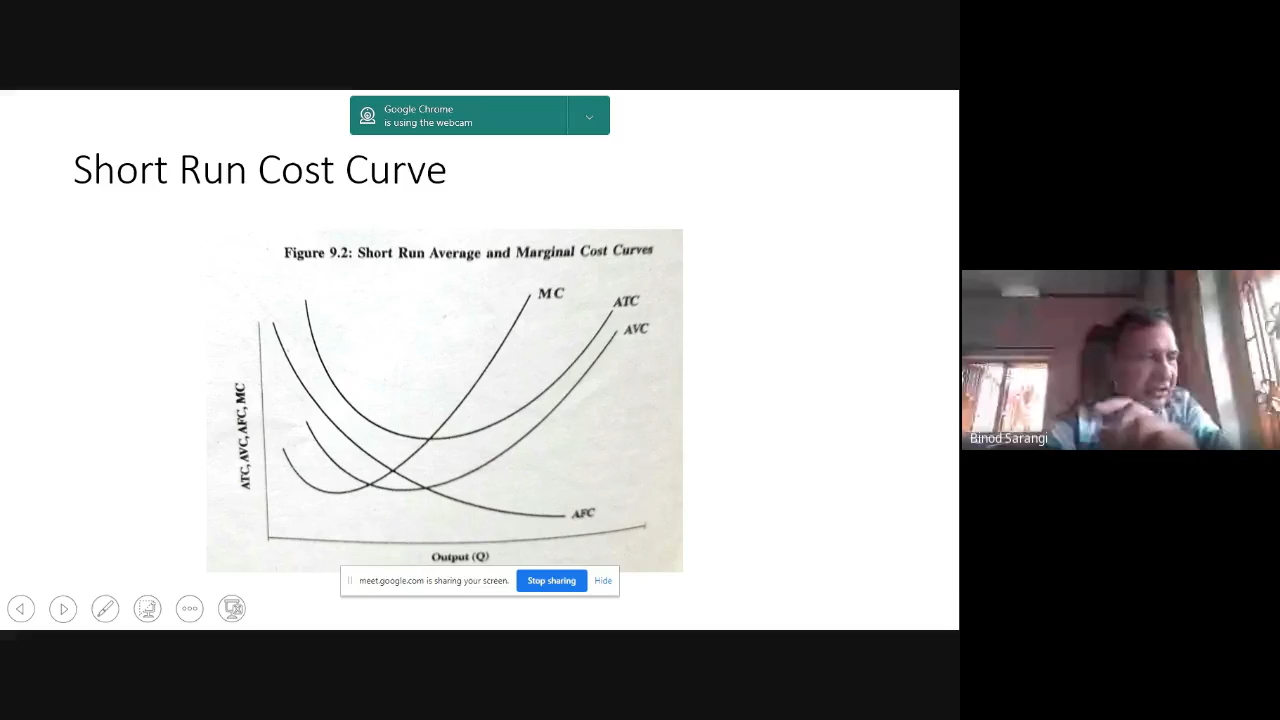 Google Chrome
is using the webcam
Short Run Cost Curve
Figure 9.2: Short Run Average and Marginal Cost Curves
MC
ATC
AVC
ATC, AVC, AFC, MC
AFC
Output (Q)
meet.google.com is sharing your screen.
Stop sharing
Hide
Binod Sarangi